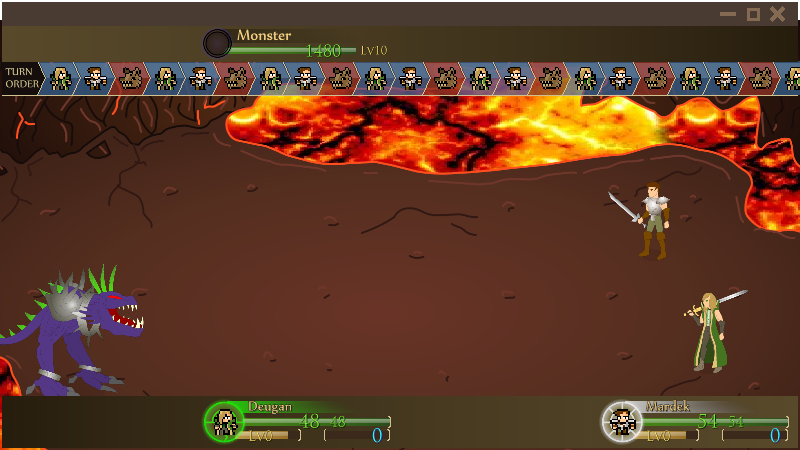 Monster
1480 LV10
TURN
ORDER
Deugan
48 48
LV0 0
Mardek
54 54
LV0 0